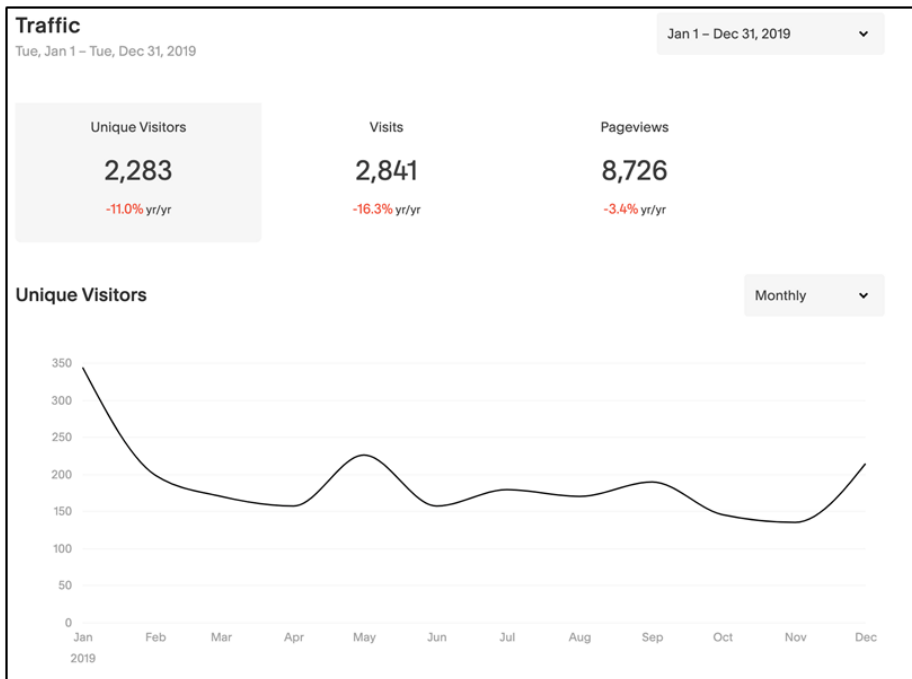 Traffic
Tue, Jan 1 – Tue, Dec 31, 2019
Jan 1 – Dec 31, 2019
Unique Visitors
2,283
-11.0% yr/yr
Visits
2,841
-16.3% yr/yr
Pageviews
8,726
-3.4% yr/yr
Unique Visitors
Monthly
350
300
250
200
150
100
50
0
Jan Feb Mar Apr May Jun Jul Aug Sep Oct Nov Dec
2019